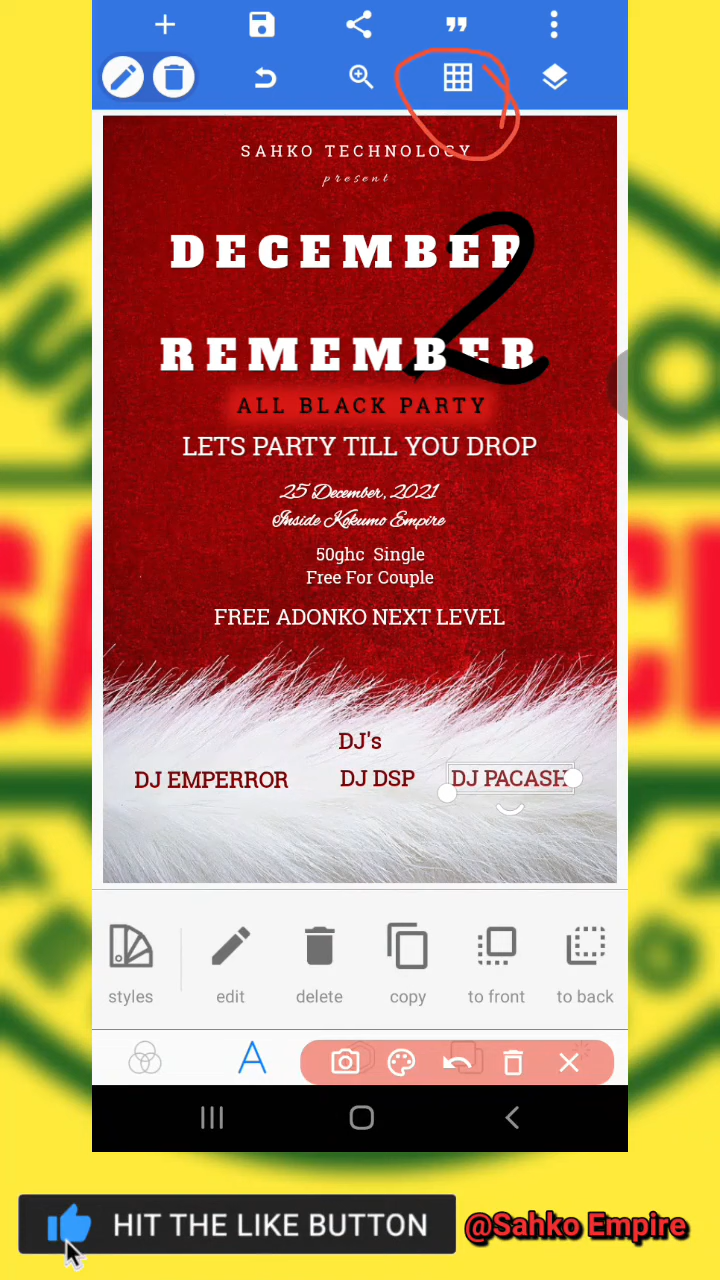 SAHKO TECHNOLOGY
present
DECEMBER
2
REMEMBER
ALL BLACK PARTY
LETS PARTY TILL YOU DROP
25 December, 2021
Inside Kokumo Empire
50ghc Single
Free For Couple
FREE ADONKO NEXT LEVEL
DJ's
DJ EMPERROR DJ DSP DJ PACASH
styles edit delete copy to front to back
HIT THE LIKE BUTTON @Sahko Empire